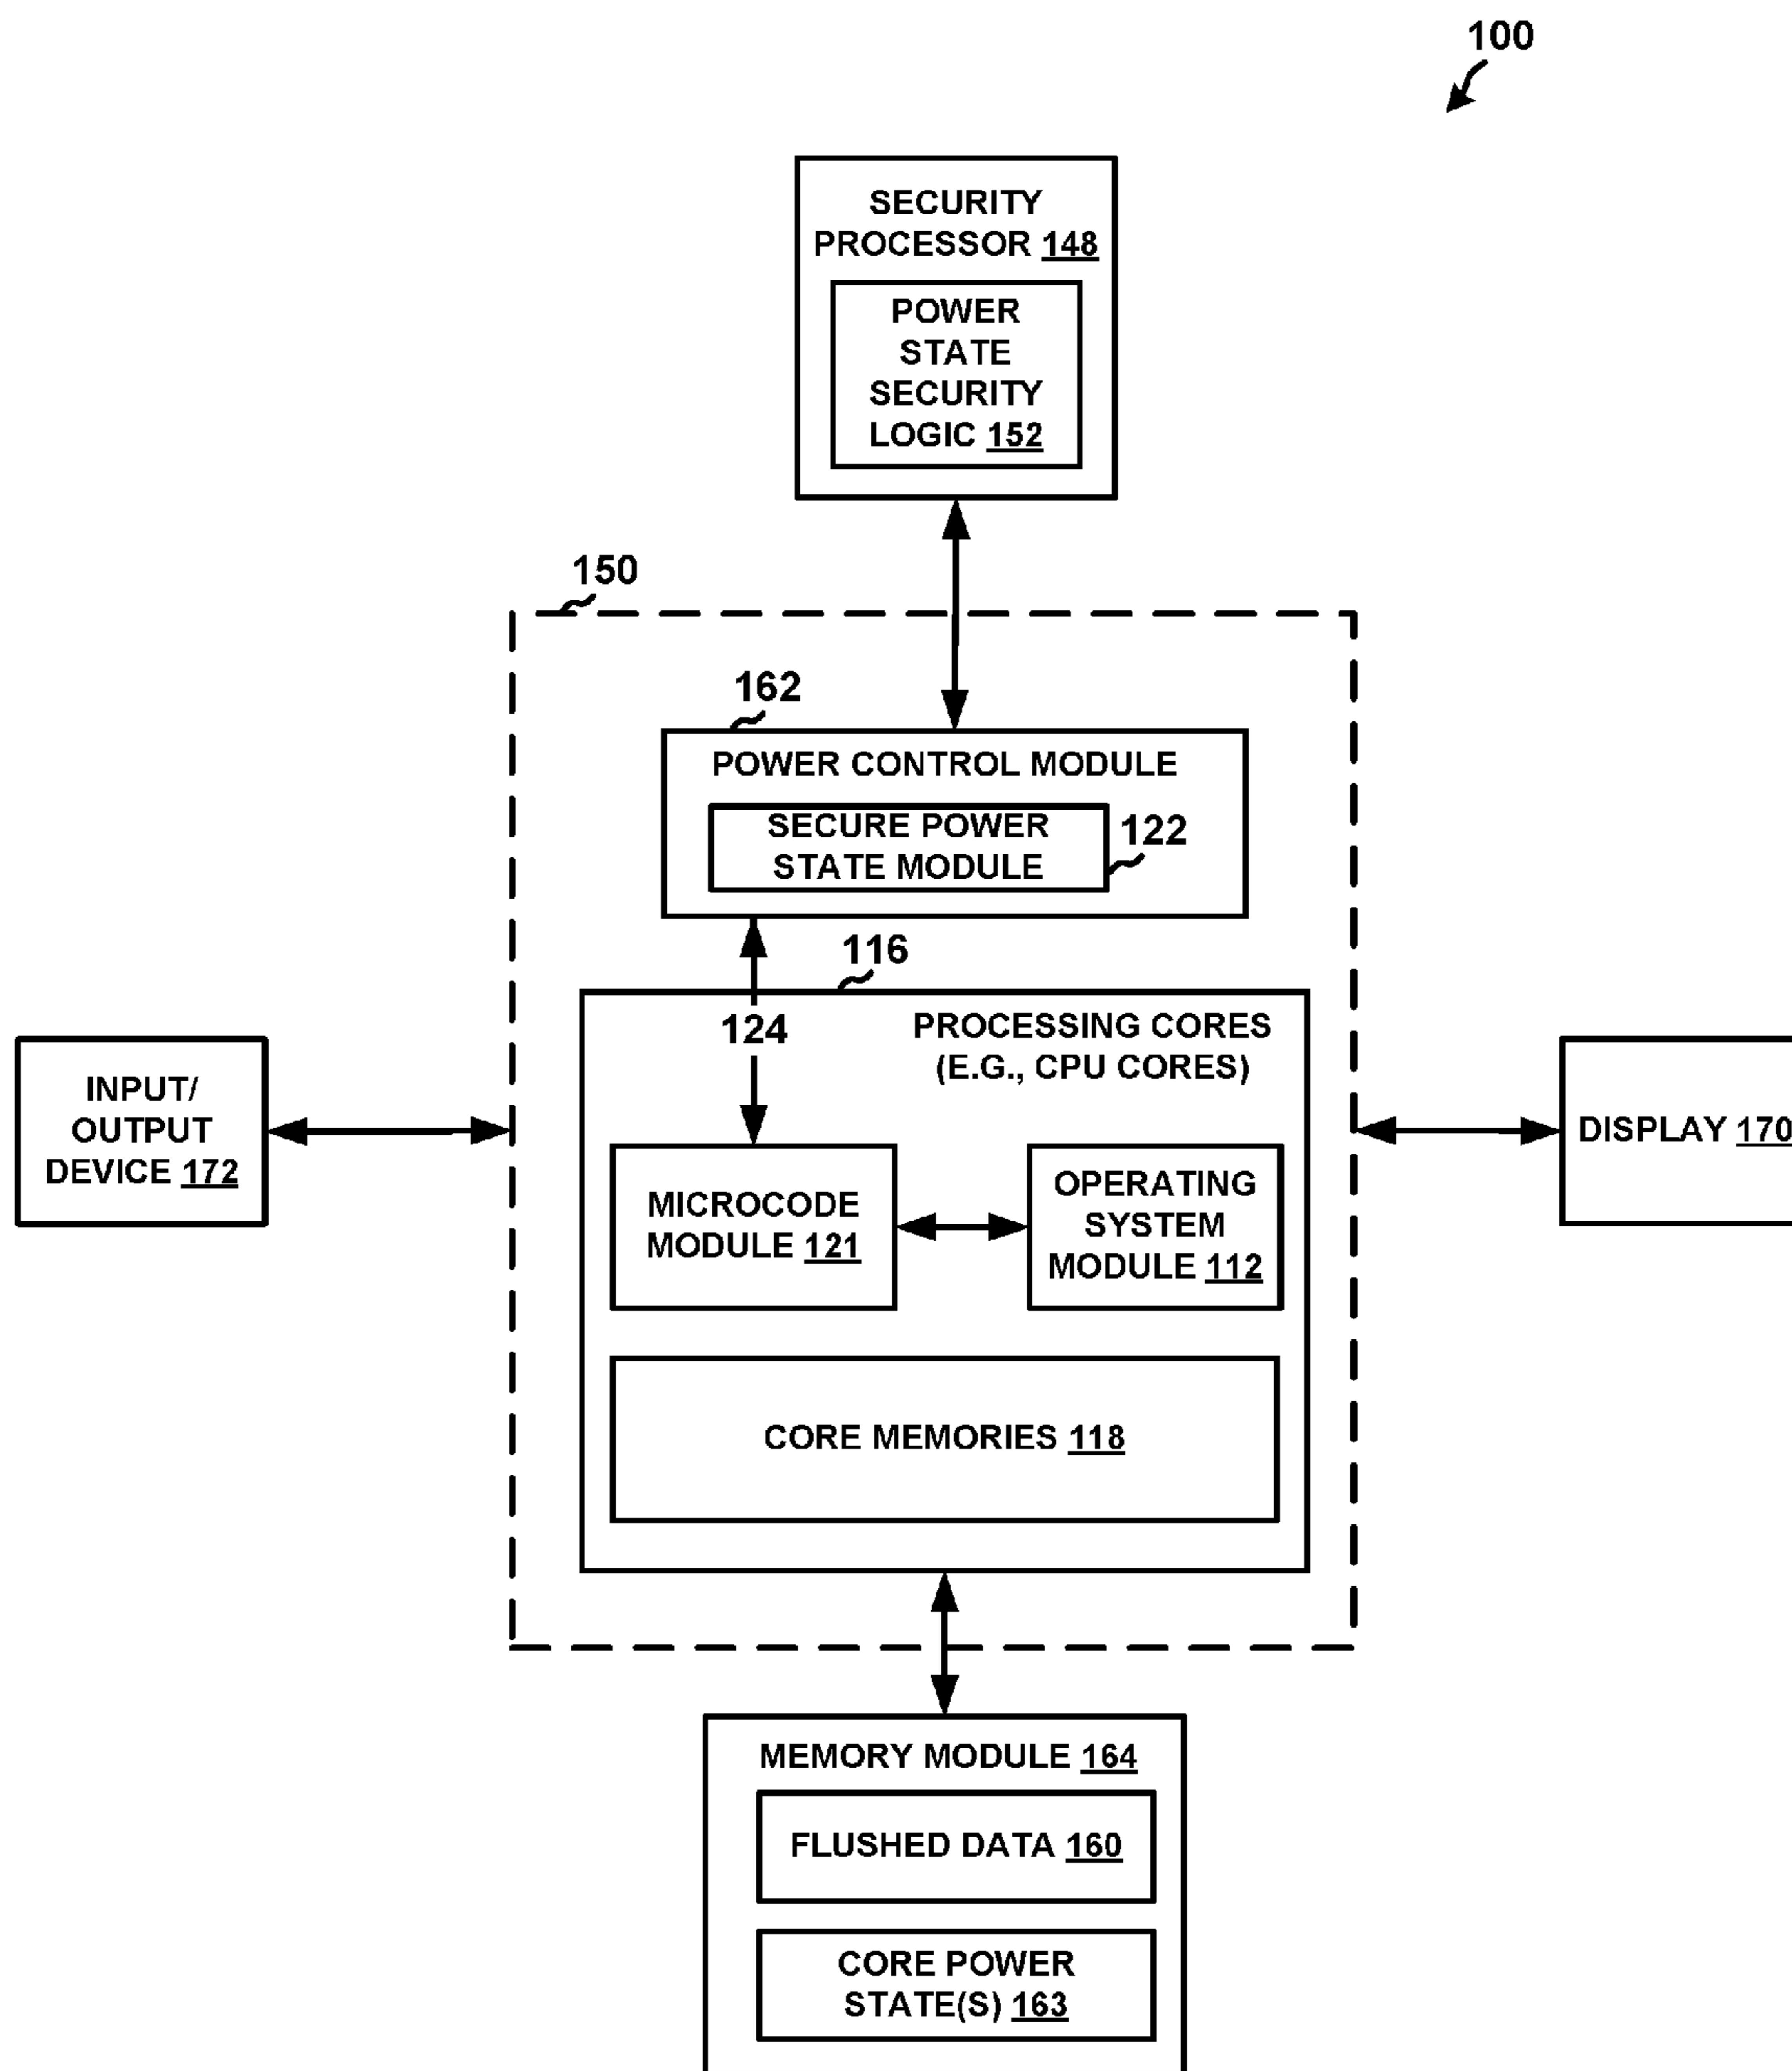 100
SECURITY
PROCESSOR 148
POWER
STATE
SECURITY
LOGIC 152
150
162
POWER CONTROL MODULE
SECURE POWER
STATE MODULE
122
116
124
PROCESSING CORES
(E.G., CPU CORES)
INPUT/
OUTPUT
DEVICE 172
MICROCODE
MODULE 121
OPERATING
SYSTEM
MODULE 112
DISPLAY 170
CORE MEMORIES 118
MEMORY MODULE 164
FLUSHED DATA 160
CORE POWER
STATE(S) 163